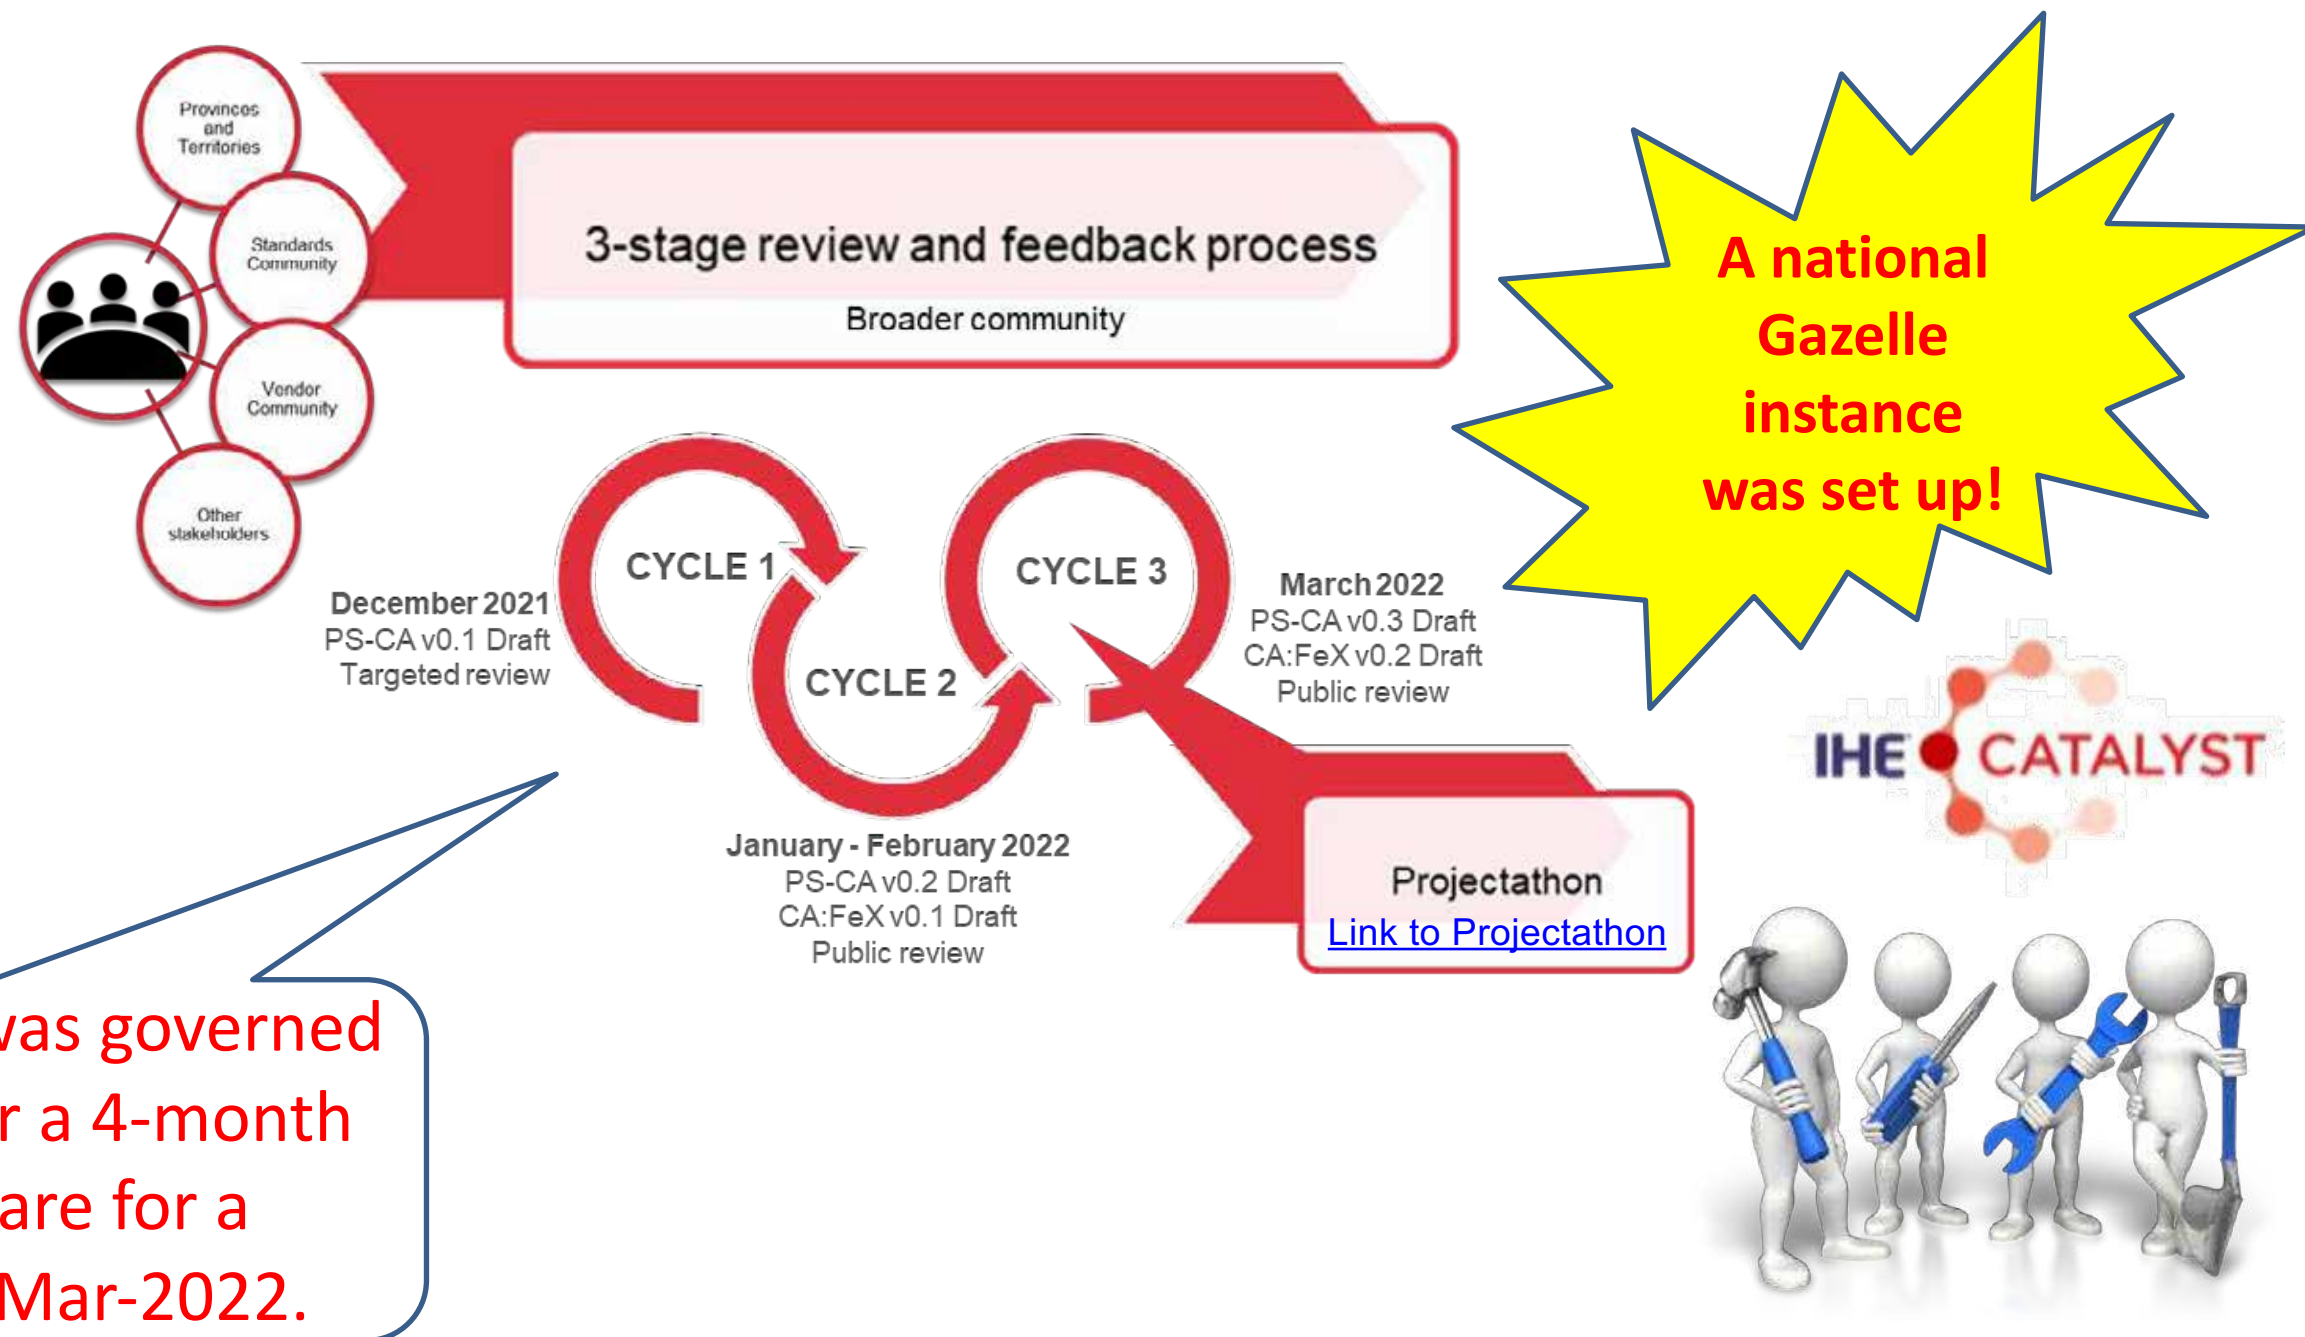 Provinces
and
Territories
Standards
Community
Vendor
Community
Other
stakeholders
3-stage review and feedback process
Broader community
A national
Gazelle
instance
was set up!
CYCLE 1
CYCLE 2
CYCLE 3
December 2021
PS-CA v0.1 Draft
Targeted review
January - February 2022
PS-CA v0.2 Draft
CA:FeX v0.1 Draft
Public review
March 2022
PS-CA v0.3 Draft
CA:FeX v0.2 Draft
Public review
Projectathon
Link to Projectathon
IHE CATALYST
was governed
r a 4-month
are for a
Mar-2022.